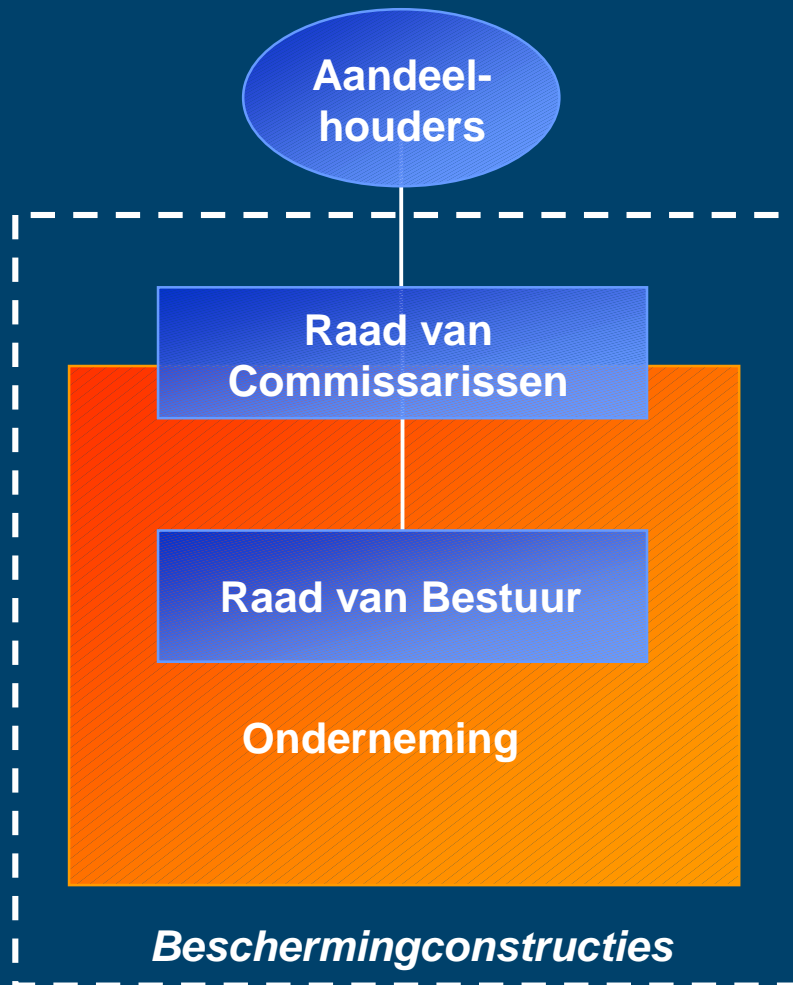 Aandeel-
houders
Raad van
Commissarissen
Raad van Bestuur
Onderneming
Beschermingconstructies